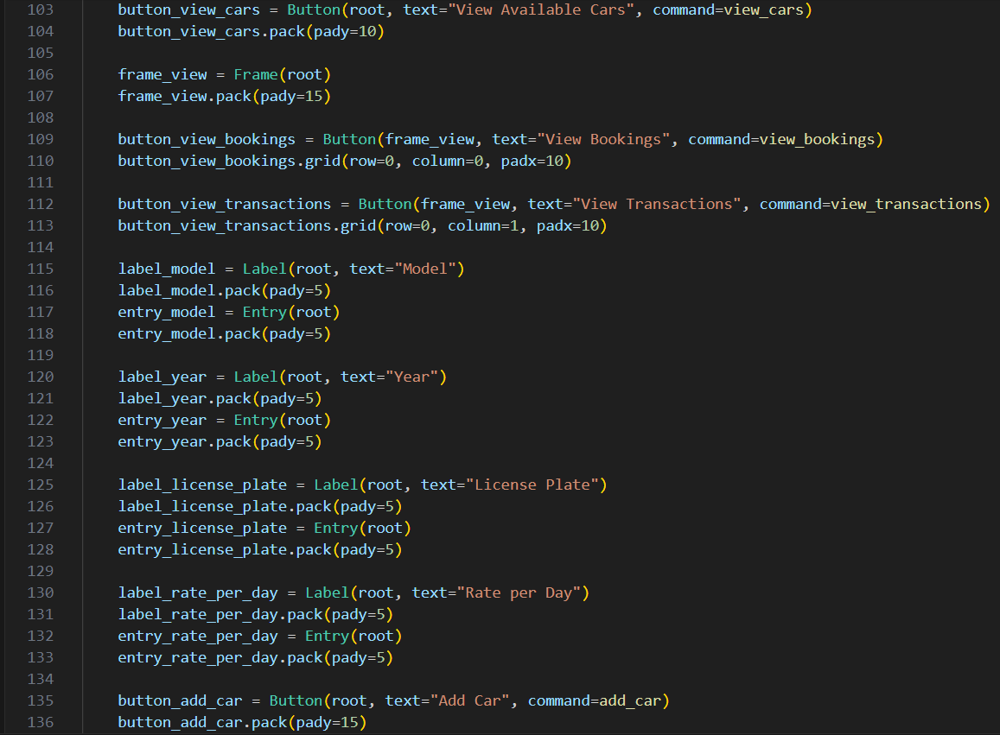 103 button_view_cars = Button(root, text="View Available Cars", command=view_cars)
104 button_view_cars.pack(pady=10)
105
106 frame_view = Frame(root)
107 frame_view.pack(pady=15)
108
109 button_view_bookings = Button(frame_view, text="View Bookings", command=view_bookings)
110 button_view_bookings.grid(row=0, column=0, padx=10)
111
112 button_view_transactions = Button(frame_view, text="View Transactions", command=view_transactions)
113 button_view_transactions.grid(row=0, column=1, padx=10)
114
115 label_model = Label(root, text="Model")
116 label_model.pack(pady=5)
117 entry_model = Entry(root)
118 entry_model.pack(pady=5)
119
120 label_year = Label(root, text="Year")
121 label_year.pack(pady=5)
122 entry_year = Entry(root)
123 entry_year.pack(pady=5)
124
125 label_license_plate = Label(root, text="License Plate")
126 label_license_plate.pack(pady=5)
127 entry_license_plate = Entry(root)
128 entry_license_plate.pack(pady=5)
129
130 label_rate_per_day = Label(root, text="Rate per Day")
131 label_rate_per_day.pack(pady=5)
132 entry_rate_per_day = Entry(root)
133 entry_rate_per_day.pack(pady=5)
134
135 button_add_car = Button(root, text="Add Car", command=add_car)
136 button_add_car.pack(pady=15)